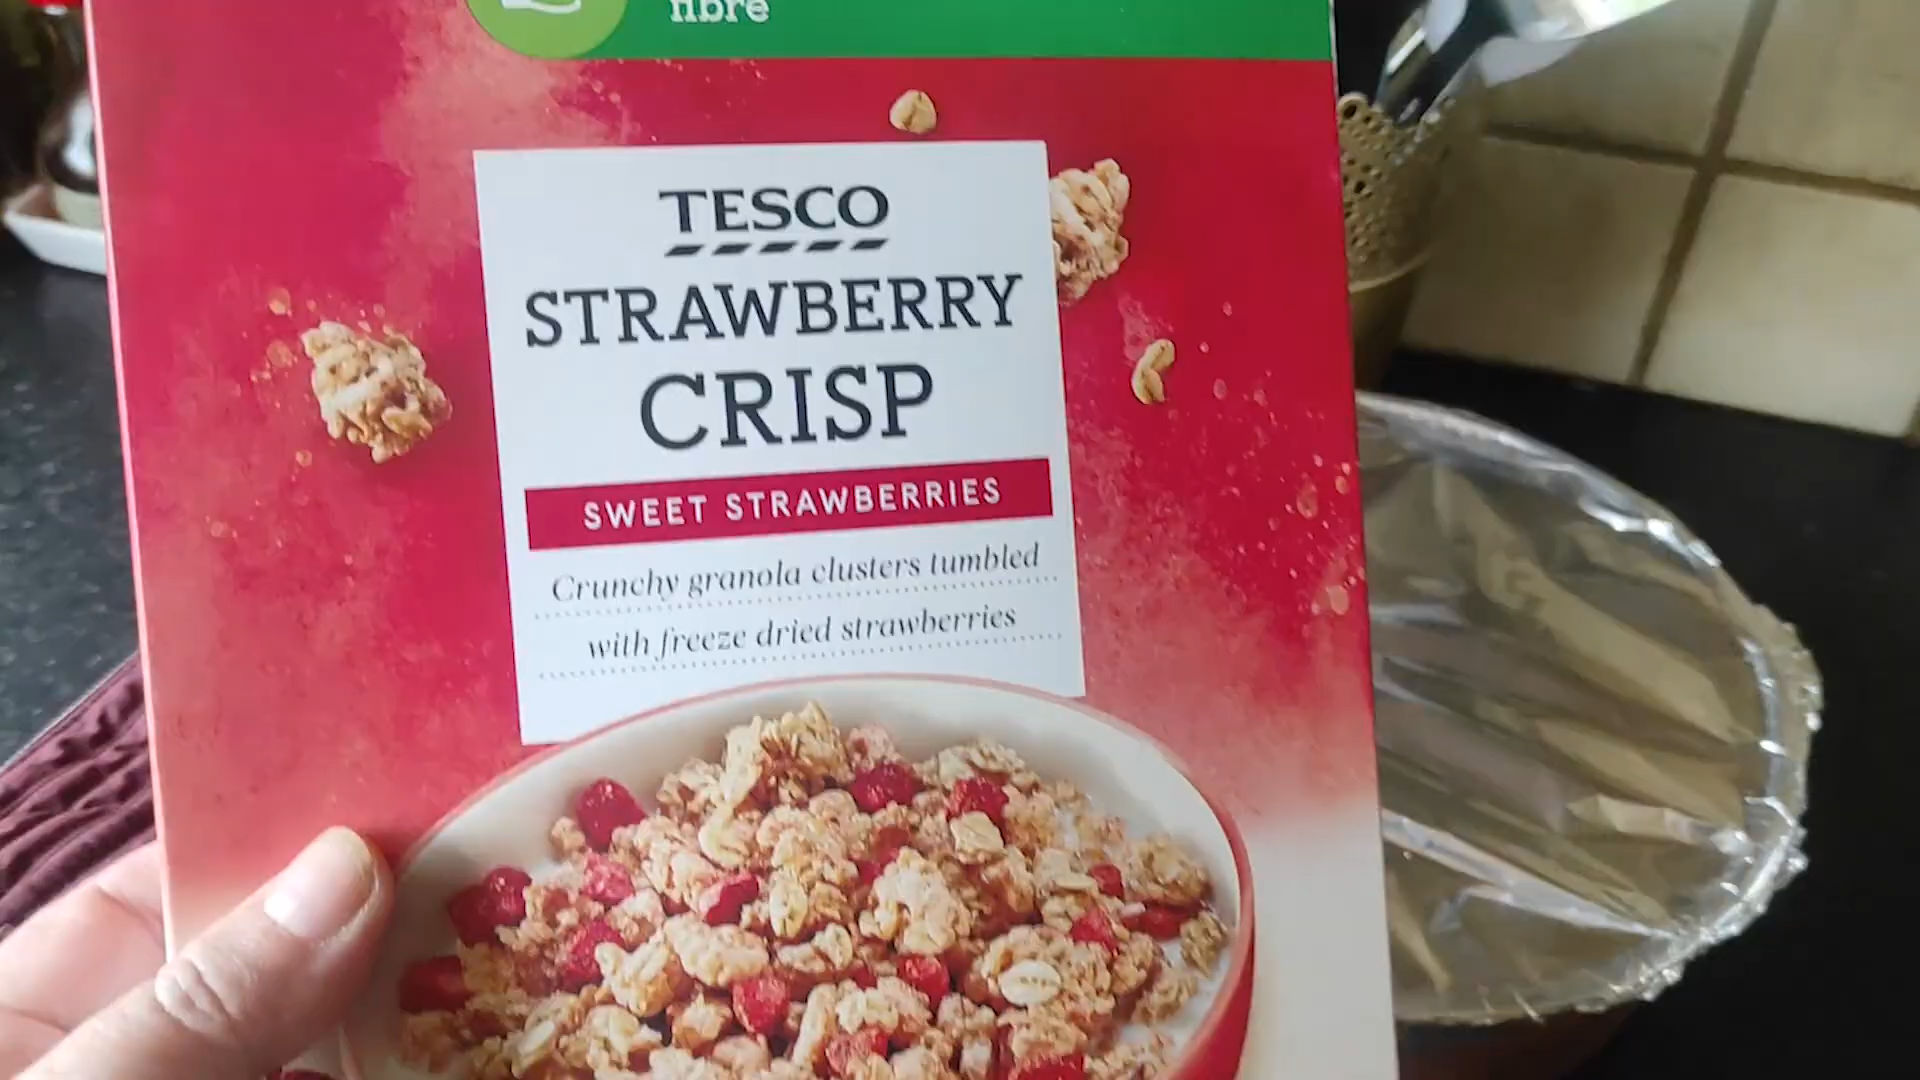 fibre
TESCO
STRAWBERRY
CRISP
SWEET STRAWBERRIES
Crunchy granola clusters tumbled
with freeze dried strawberries